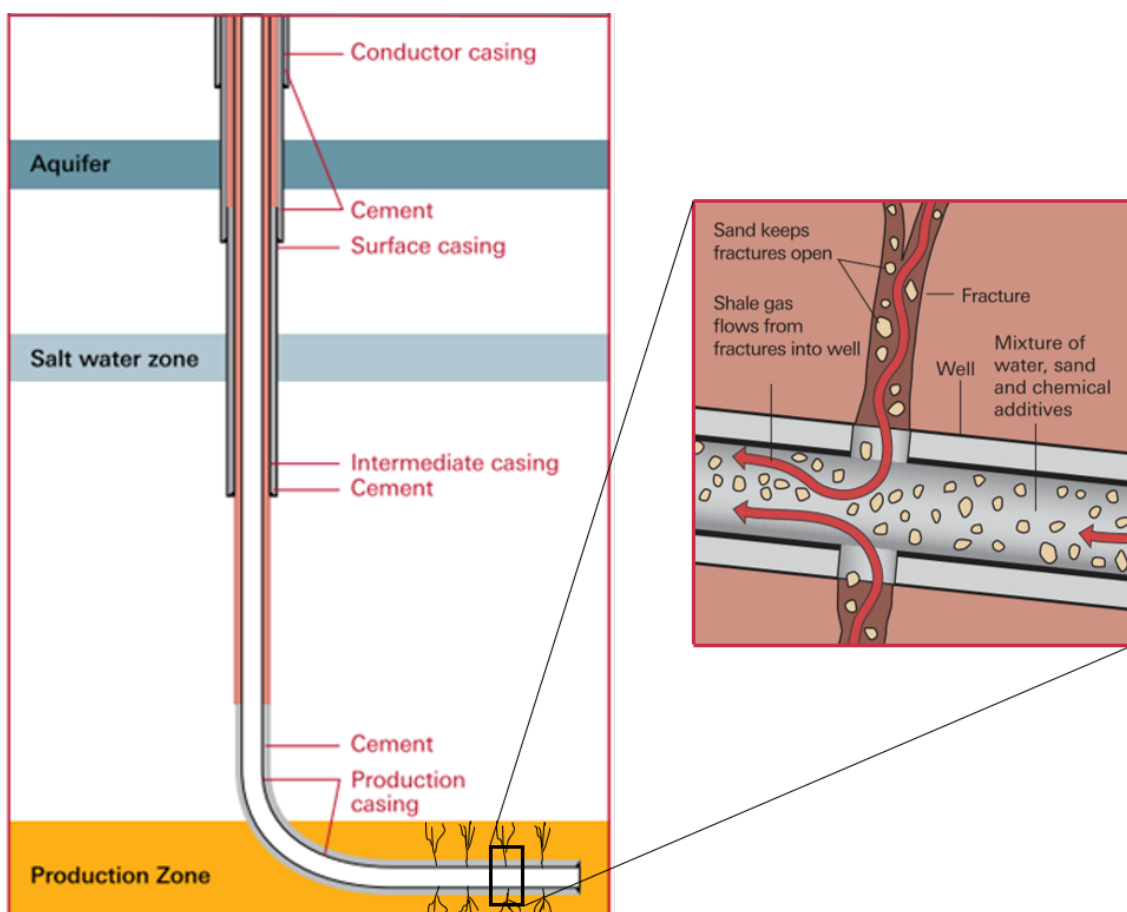 Conductor casing
Aquifer
Cement
Surface casing
Salt water zone
Intermediate casing
Cement
Cement
Production
casing
Production Zone
Sand keeps
fractures open
Fracture
Shale gas
flows from
fractures into well
Well
Mixture of
water, sand
and chemical
additives